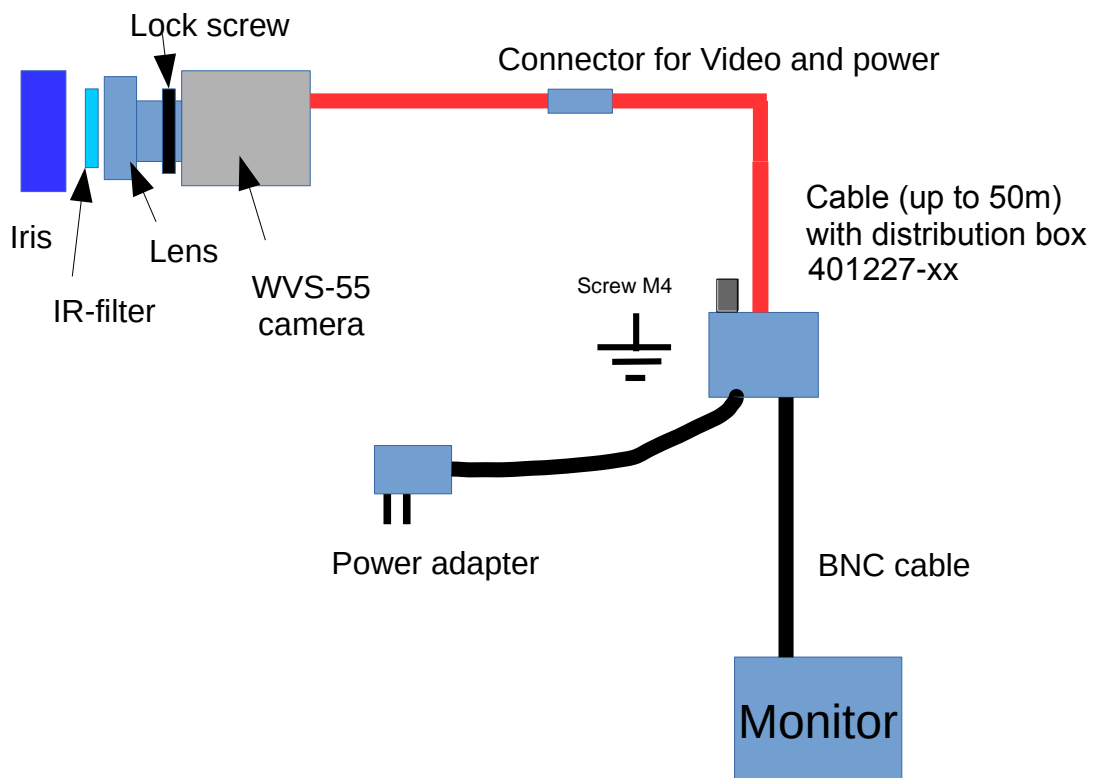 Lock screw
Connector for Video and power
Iris
Lens
IR-filter
WVS-55
camera
Cable (up to 50m)
with distribution box
401227-xx
Screw M4
Power adapter
BNC cable
Monitor